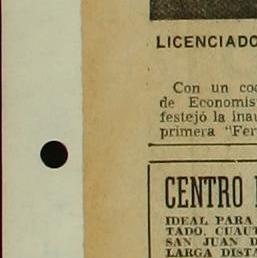 LICENCIADO
Con un
de Economis
festejó la inau
primera "Fer
CENTRO
IDEAL PARA
TADO, CUAUT
SAN JUAN D
LARGA DISTA